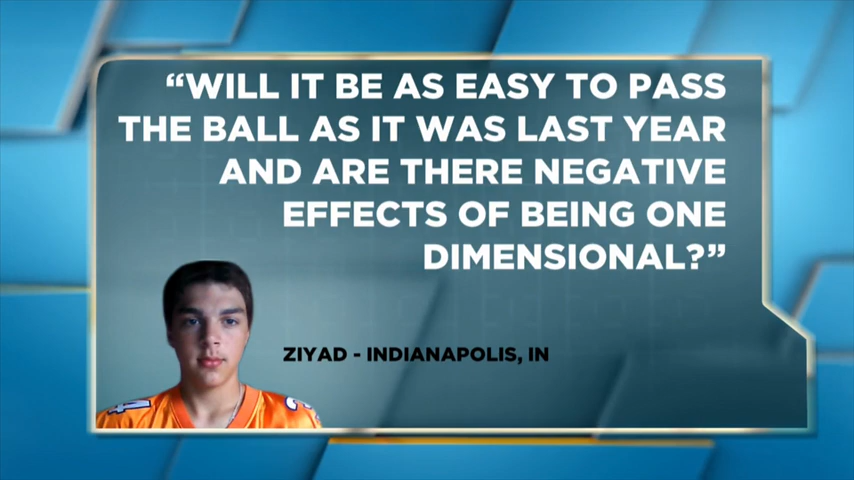 “WILL IT BE AS EASY TO PASS
THE BALL AS IT WAS LAST YEAR
AND ARE THERE NEGATIVE
EFFECTS OF BEING ONE
DIMENSIONAL?”
ZIYAD - INDIANAPOLIS, IN